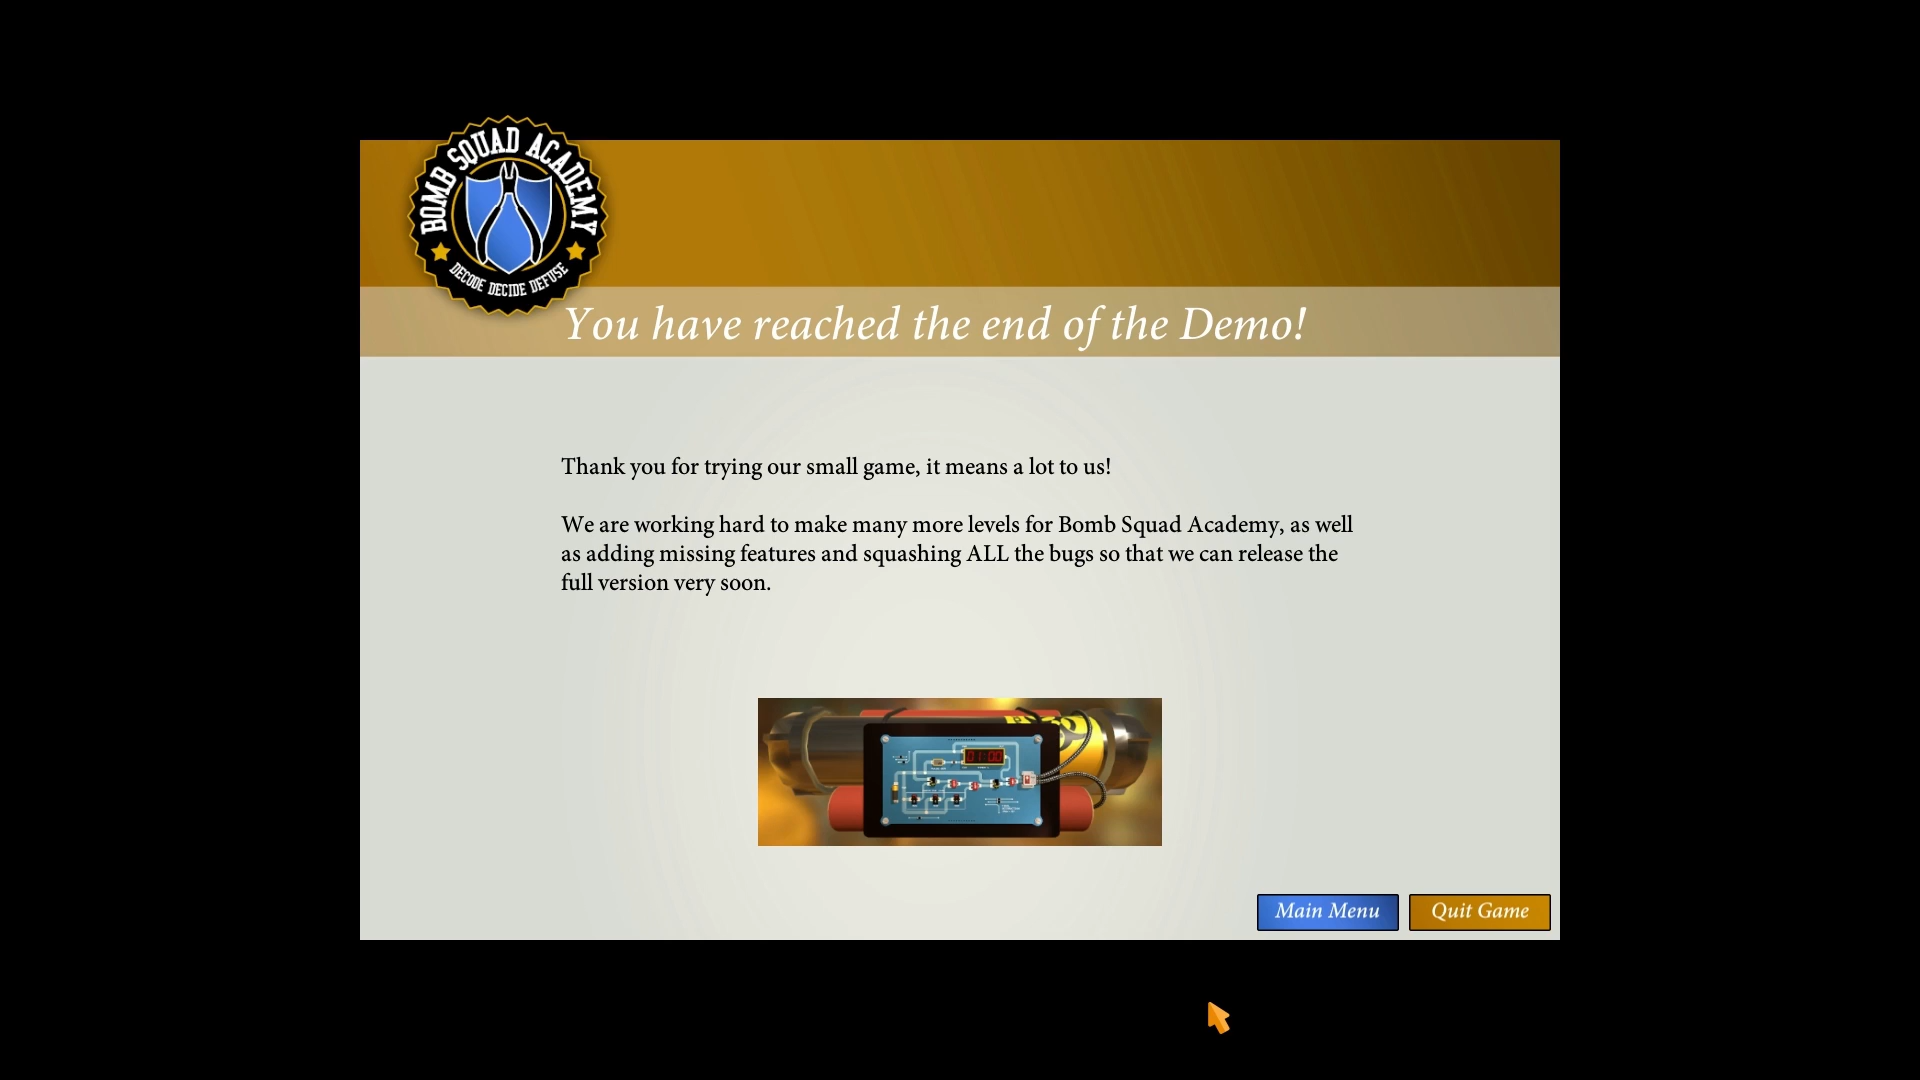 BOMB SQUAD ACADEMY
DECODE DECIDE DEFUSE
You have reached the end of the Demo!
Thank you for trying our small game, it means a lot to us!
We are working hard to make many more levels for Bomb Squad Academy, as well
as adding missing features and squashing ALL the bugs so that we can release the
full version very soon.
01:00
Main Menu
Quit Game